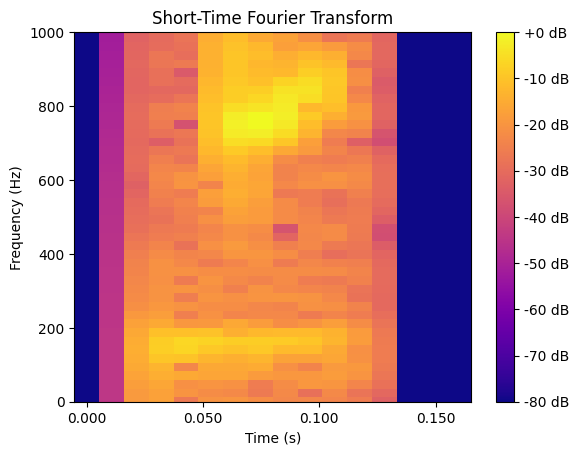 Short-Time Fourier Transform
1000
800
600
400
200
0
Frequency (Hz)
0.000
0.050
0.100
0.150
Time (s)
+0 dB
-10 dB
-20 dB
-30 dB
-40 dB
-50 dB
-60 dB
-70 dB
-80 dB